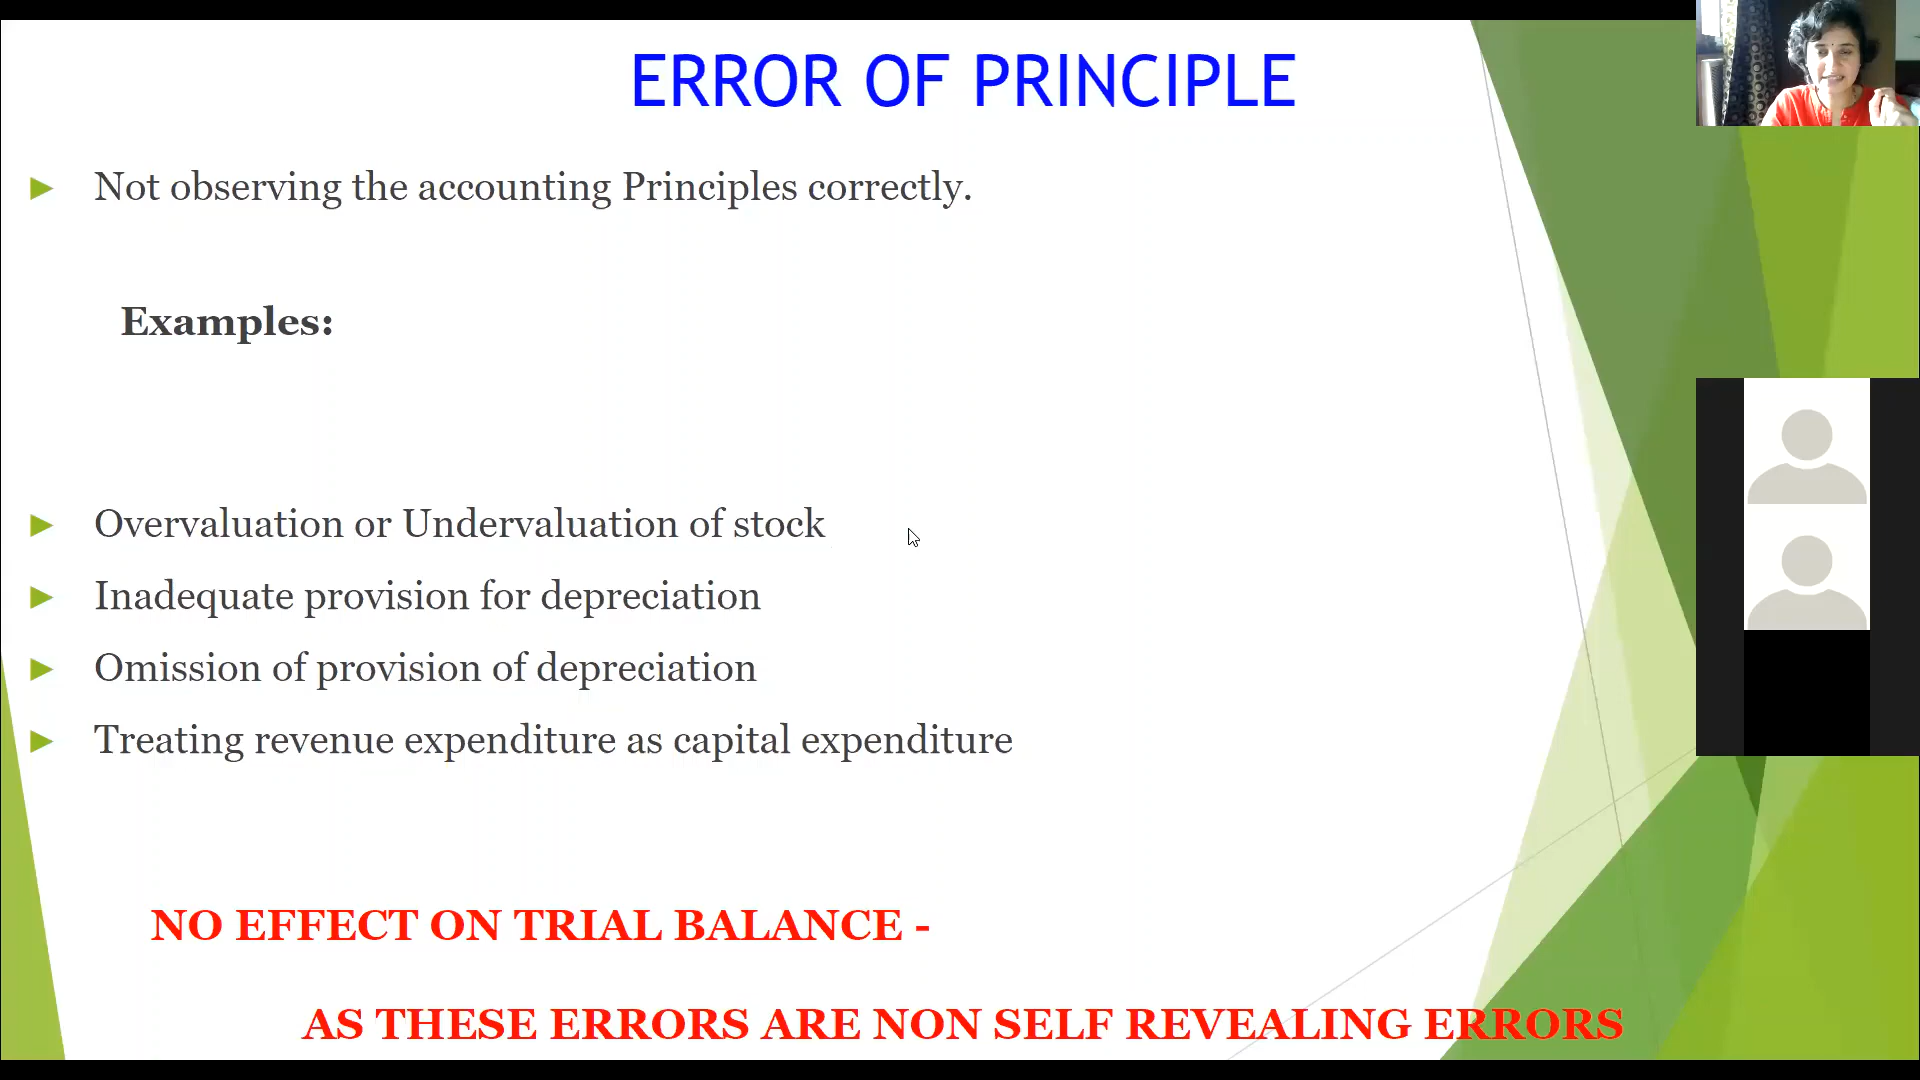 ERROR OF PRINCIPLE
Not observing the accounting Principles correctly.
Examples:
Overvaluation or Undervaluation of stock
Inadequate provision for depreciation
Omission of provision of depreciation
Treating revenue expenditure as capital expenditure
NO EFFECT ON TRIAL BALANCE -
AS THESE ERRORS ARE NON SELF REVEALING ERRORS